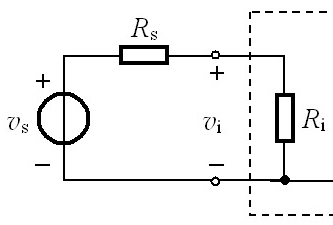 Rs
+ +
vs vi Ri
− −